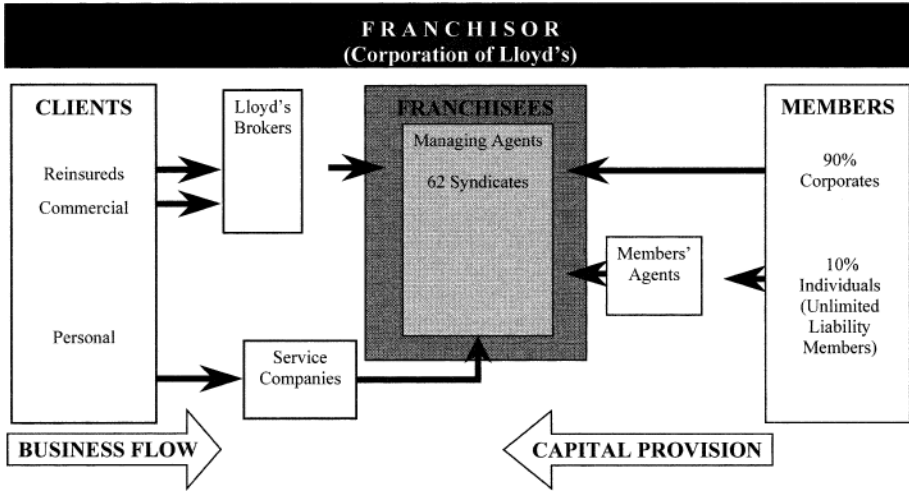 FRANCHISOR
(Corporation of Lloyd's)
CLIENTS
Reinsureds
Commercial
Personal
Lloyd's
Brokers
Service
Companies
FRANCHISEES
Managing Agents
62 Syndicates
Members'
Agents
MEMBERS
90%
Corporates
10%
Individuals
(Unlimited
Liability
Members)
BUSINESS FLOW
CAPITAL PROVISION